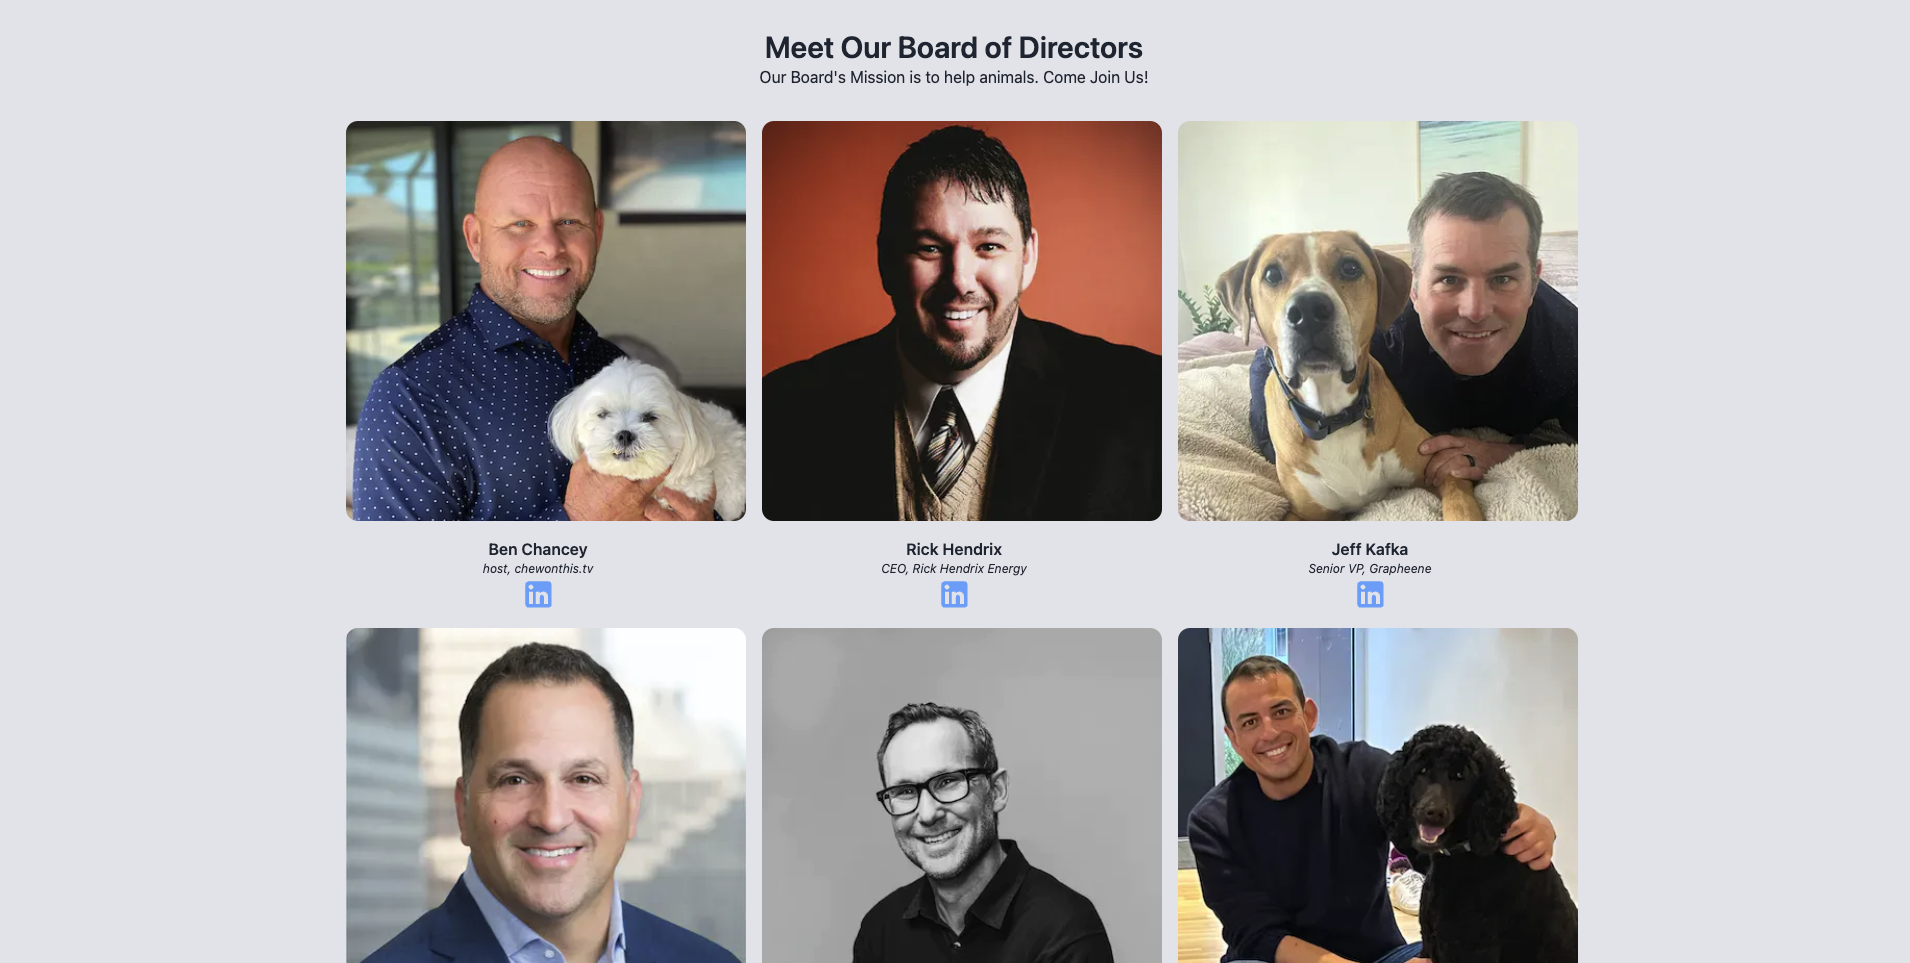 Meet Our Board of Directors
Our Board's Mission is to help animals. Come Join Us!
Ben Chancey
host, chewonthis.tv
in
Rick Hendrix
CEO, Rick Hendrix Energy
in
Jeff Kafka
Senior VP, Grapheene
in